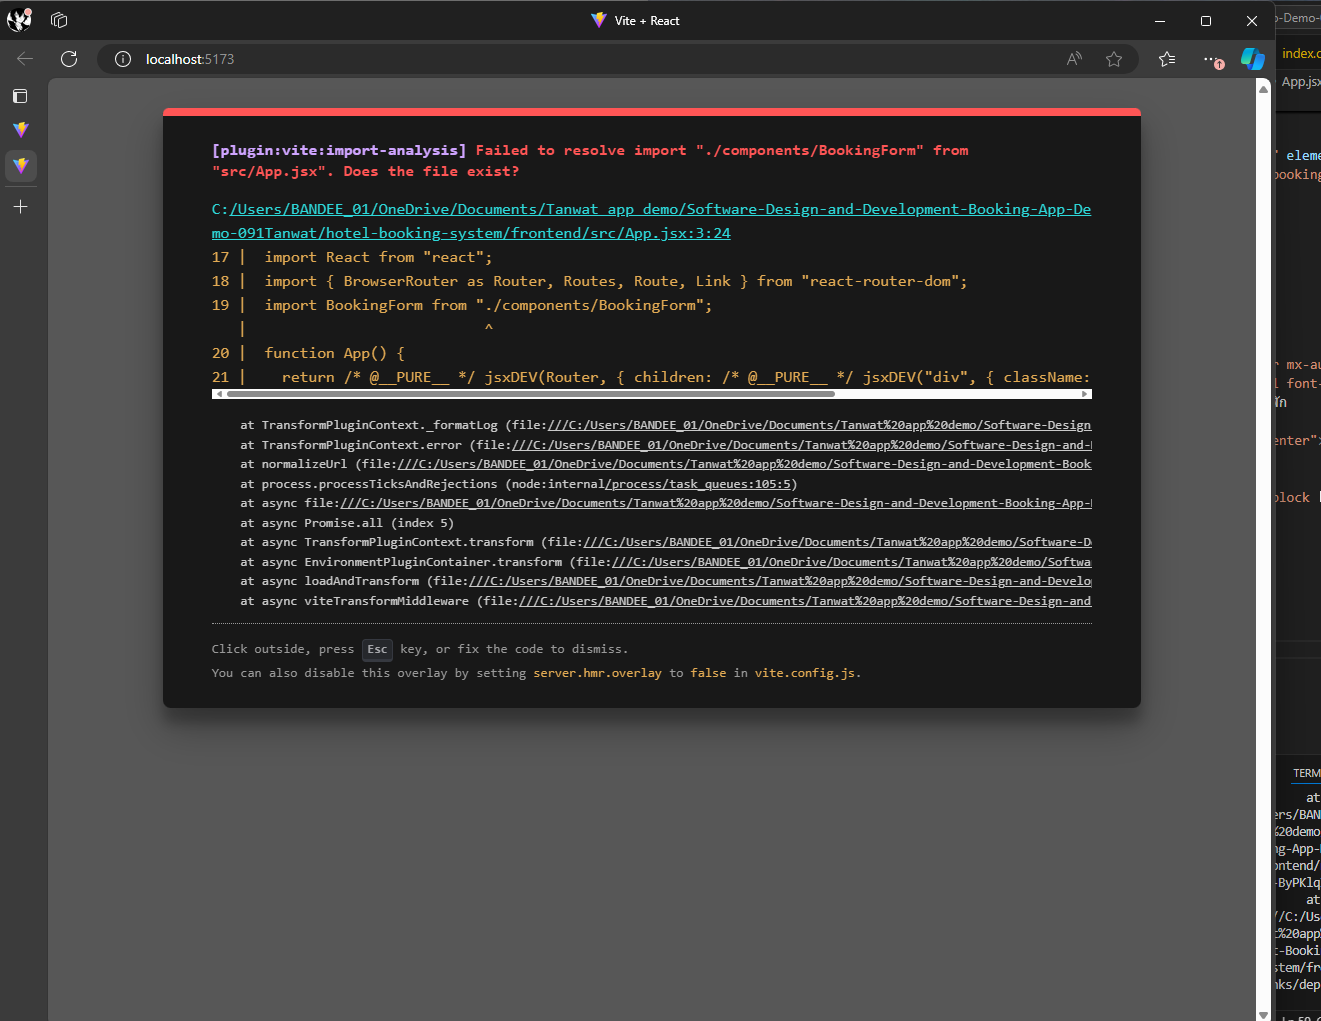 Vite + React
localhost:5173
[plugin:vite:import-analysis] Failed to resolve import "./components/BookingForm" from
"src/App.jsx". Does the file exist?
C:/Users/BANDEE_01/OneDrive/Documents/Tanwat app demo/Software-Design-and-Development-Booking-App-De
mo-091Tanwat/hotel-booking-system/frontend/src/App.jsx:3:24
17 |  import React from "react";
18 |  import { BrowserRouter as Router, Routes, Route, Link } from "react-router-dom";
19 |  import BookingForm from "./components/BookingForm";
|                            ^
20 |  function App() {
21 |    return /* @__PURE__ */ jsxDEV(Router, { children: /* @__PURE__ */ jsxDEV("div", { className:
at TransformPluginContext._formatLog (file:///C:/Users/BANDEE_01/OneDrive/Documents/Tanwat%20app%20demo/Software-Design
at TransformPluginContext.error (file:///C:/Users/BANDEE_01/OneDrive/Documents/Tanwat%20app%20demo/Software-Design-and-
at normalizeUrl (file:///C:/Users/BANDEE_01/OneDrive/Documents/Tanwat%20app%20demo/Software-Design-and-Development-Book
at process.processTicksAndRejections (node:internal/process/task_queues:105:5)
at async file:///C:/Users/BANDEE_01/OneDrive/Documents/Tanwat%20app%20demo/Software-Design-and-Development-Booking-App-
at async Promise.all (index 5)
at async TransformPluginContext.transform (file:///C:/Users/BANDEE_01/OneDrive/Documents/Tanwat%20app%20demo/Software-D
at async EnvironmentPluginContainer.transform (file:///C:/Users/BANDEE_01/OneDrive/Documents/Tanwat%20app%20demo/Softwa
at async loadAndTransform (file:///C:/Users/BANDEE_01/OneDrive/Documents/Tanwat%20app%20demo/Software-Design-and-Develo
at async viteTransformMiddleware (file:///C:/Users/BANDEE_01/OneDrive/Documents/Tanwat%20app%20demo/Software-Design-and
Click outside, press Esc key, or fix the code to dismiss.
You can also disable this overlay by setting server.hmr.overlay to false in vite.config.js.
o-Demo-
index.c
App.jsx
' eleme
booking
r mx-au
l font-
enter">
block
TERM
at
ers/BAN
%20demo
ng-App-
ontend/
-ByPKlq
at
//C:/Us
t%20app
t-Booki
stem/fr
nks/dep